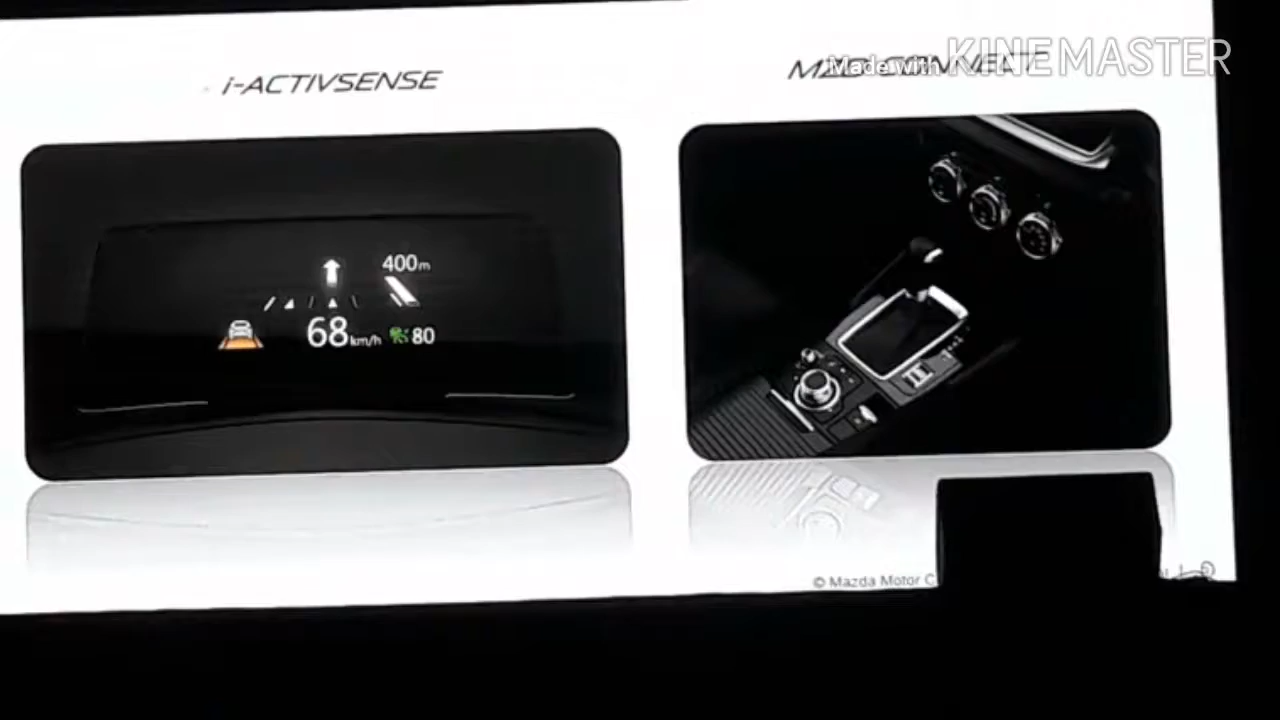 i-ACTIVSENSE
Made with KINEMASTER
400m
68km/h 80
© Mazda Motor C